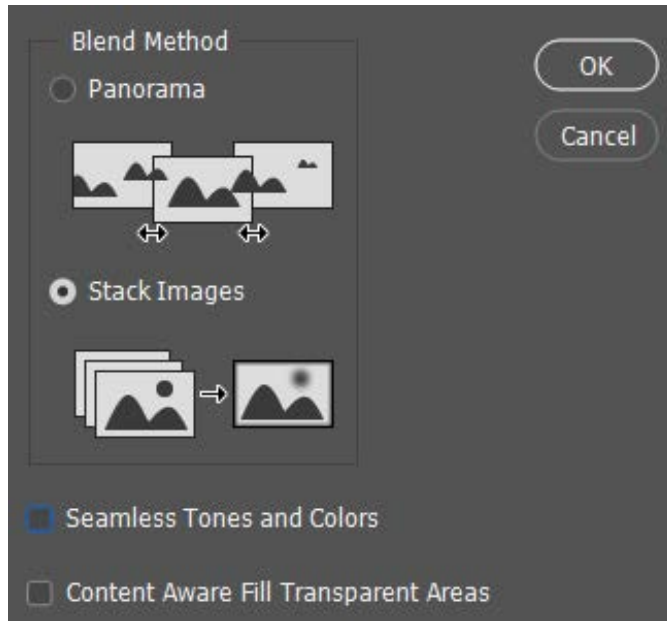 Blend Method
OK
Panorama
Cancel
Stack Images
Seamless Tones and Colors
Content Aware Fill Transparent Areas